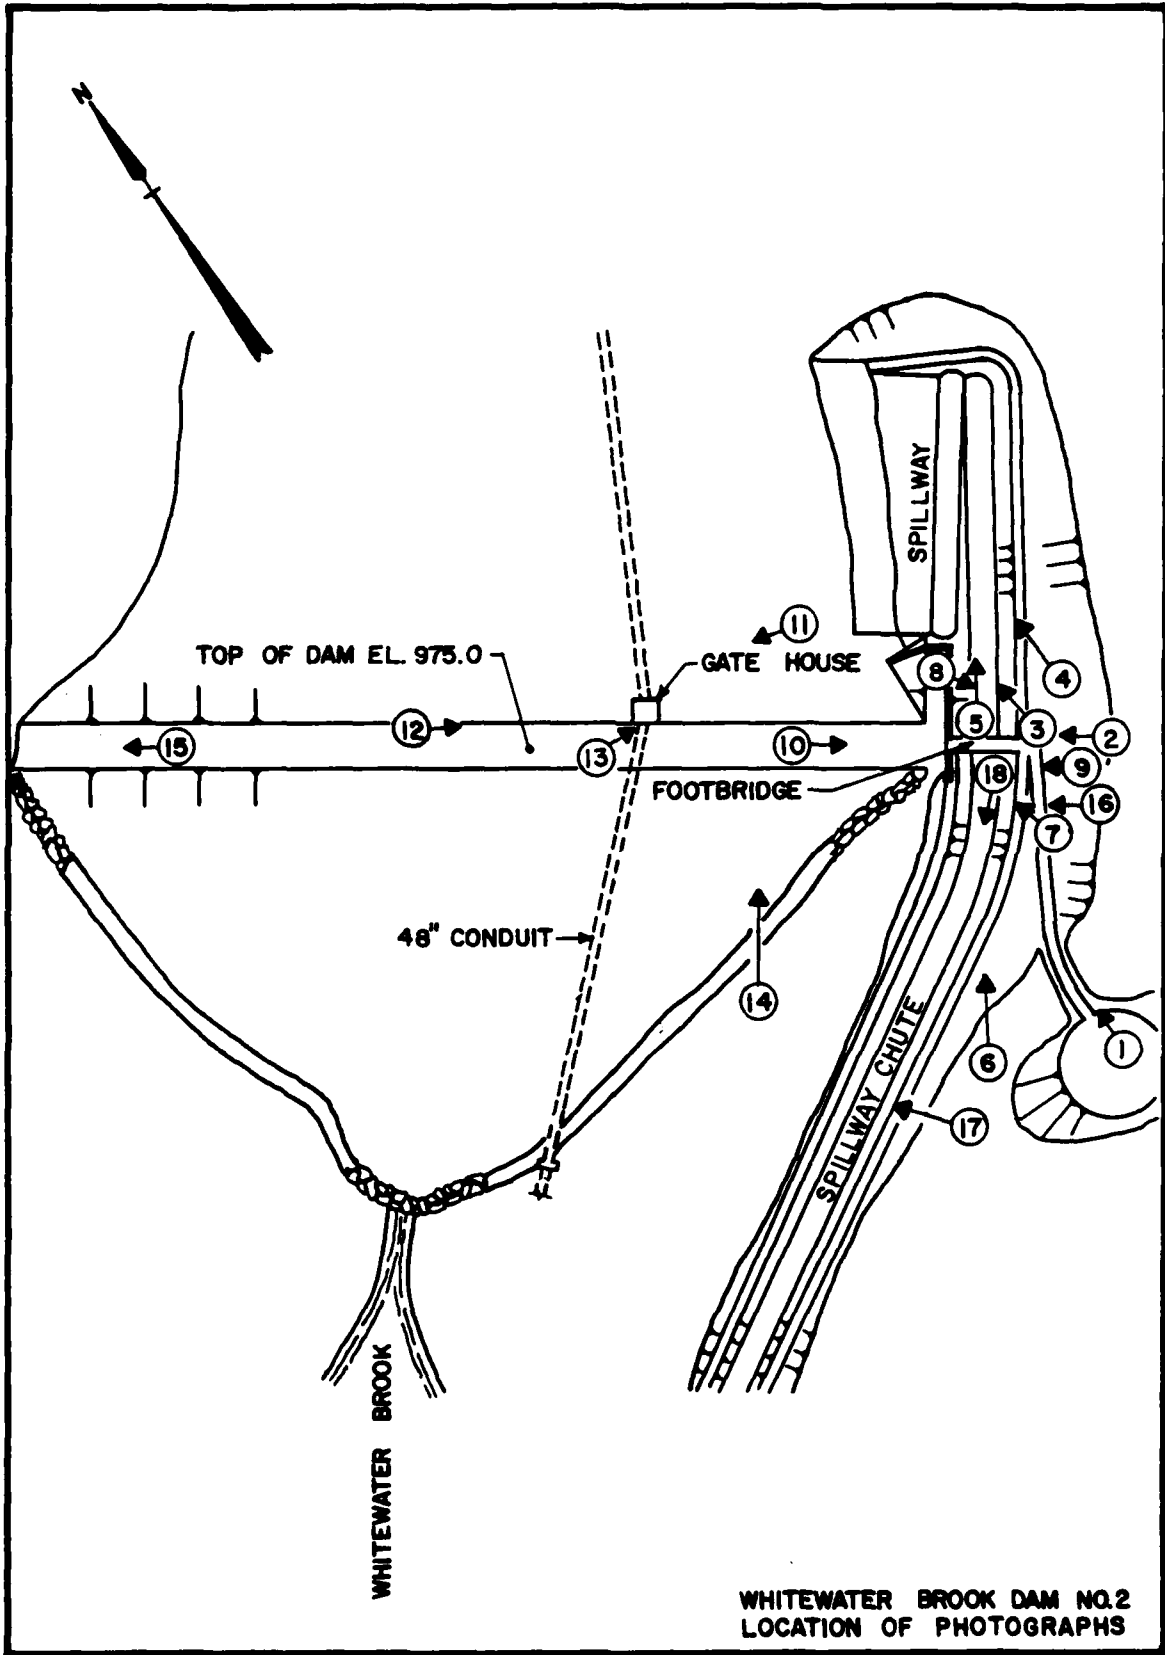 N
SPILLWAY
11
TOP OF DAM EL. 975.0
GATE HOUSE
8
4
12
15
13
10
5
3
2
FOOTBRIDGE
18
9
16
7
48" CONDUIT
14
1
6
SPILLWAY CHUTE
17
WHITEWATER BROOK
WHITEWATER BROOK DAM NO.2
LOCATION OF PHOTOGRAPHS